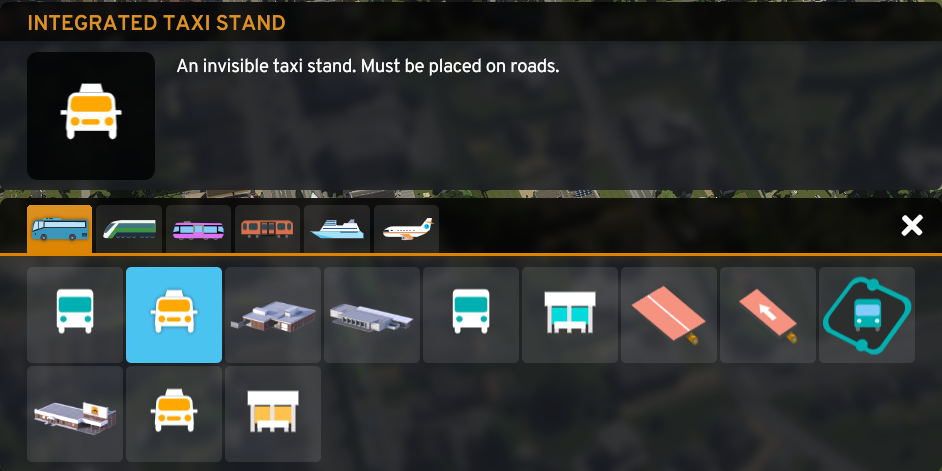 INTEGRATED TAXI STAND
An invisible taxi stand. Must be placed on roads.